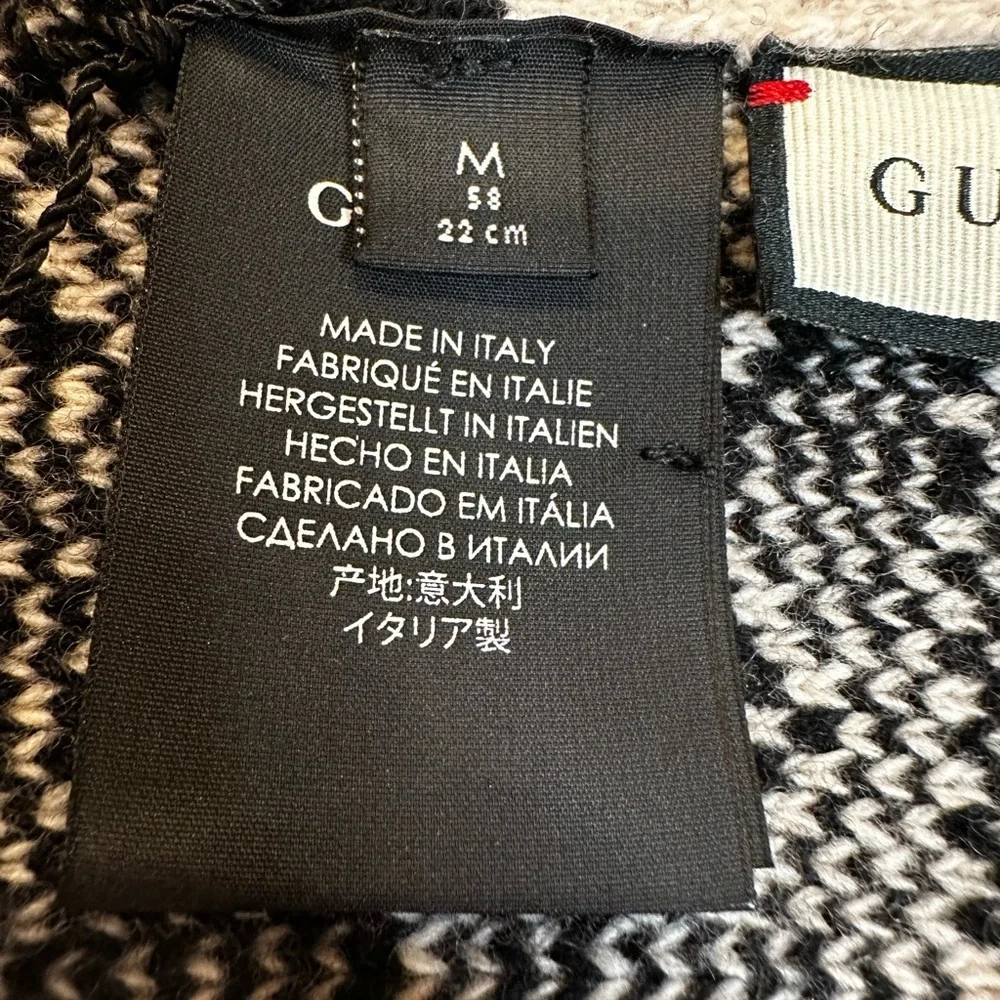 M
58
22 cm
G
GU
MADE IN ITALY
FABRIQUÉ EN ITALIE
HERGESTELLT IN ITALIEN
HECHO EN ITALIA
FABRICADO EM ITÁLIA
СДЕЛАНО В ИТАЛИИ
产地:意大利
イタリア製